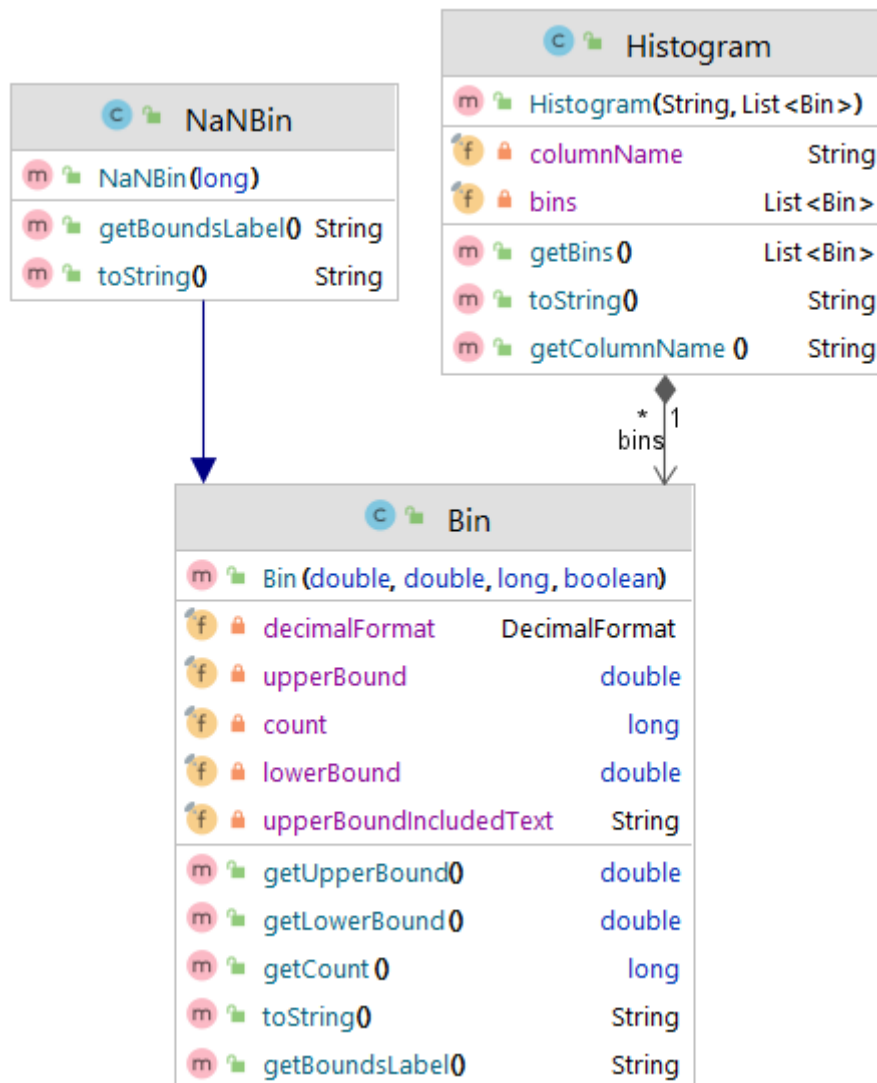 NaNBin
NaNBin(long)
getBoundsLabel() String
toString() String
Histogram
Histogram(String, List<Bin>)
columnName String
bins List<Bin>
getBins() List<Bin>
toString() String
getColumnName () String
* 1
bins
Bin
Bin(double, double, long, boolean)
decimalFormat DecimalFormat
upperBound double
count long
lowerBound double
upperBoundIncludedText String
getUpperBound() double
getLowerBound() double
getCount() long
toString() String
getBoundsLabel() String